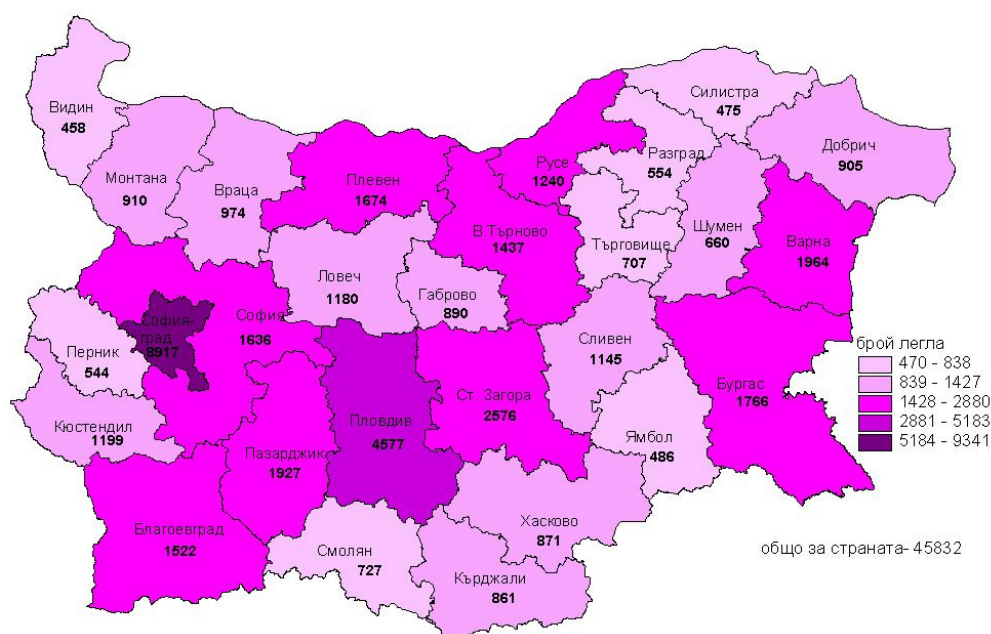 Видин
458
Монтана
910
Враца
974
Плевен
1674
В Търново
1437
Русе
1240
Силистра
475
Разград
554
Добрич
905
Търговище
707
Шумен
660
Варна
1964
Ловеч
1180
Габрово
890
София-
град
8917
София
1636
Перник
544
Кюстендил
1199
Сливен
1145
Ст. Загора
2576
Пловдив
4577
Пазарджик
1927
Бургас
1766
Ямбол
486
Благоевград
1522
Смолян
727
Хасково
871
Кърджали
861
брой легла
470 - 838
839 - 1427
1428 - 2880
2881 - 5183
5184 - 9341
общо за страната- 45832